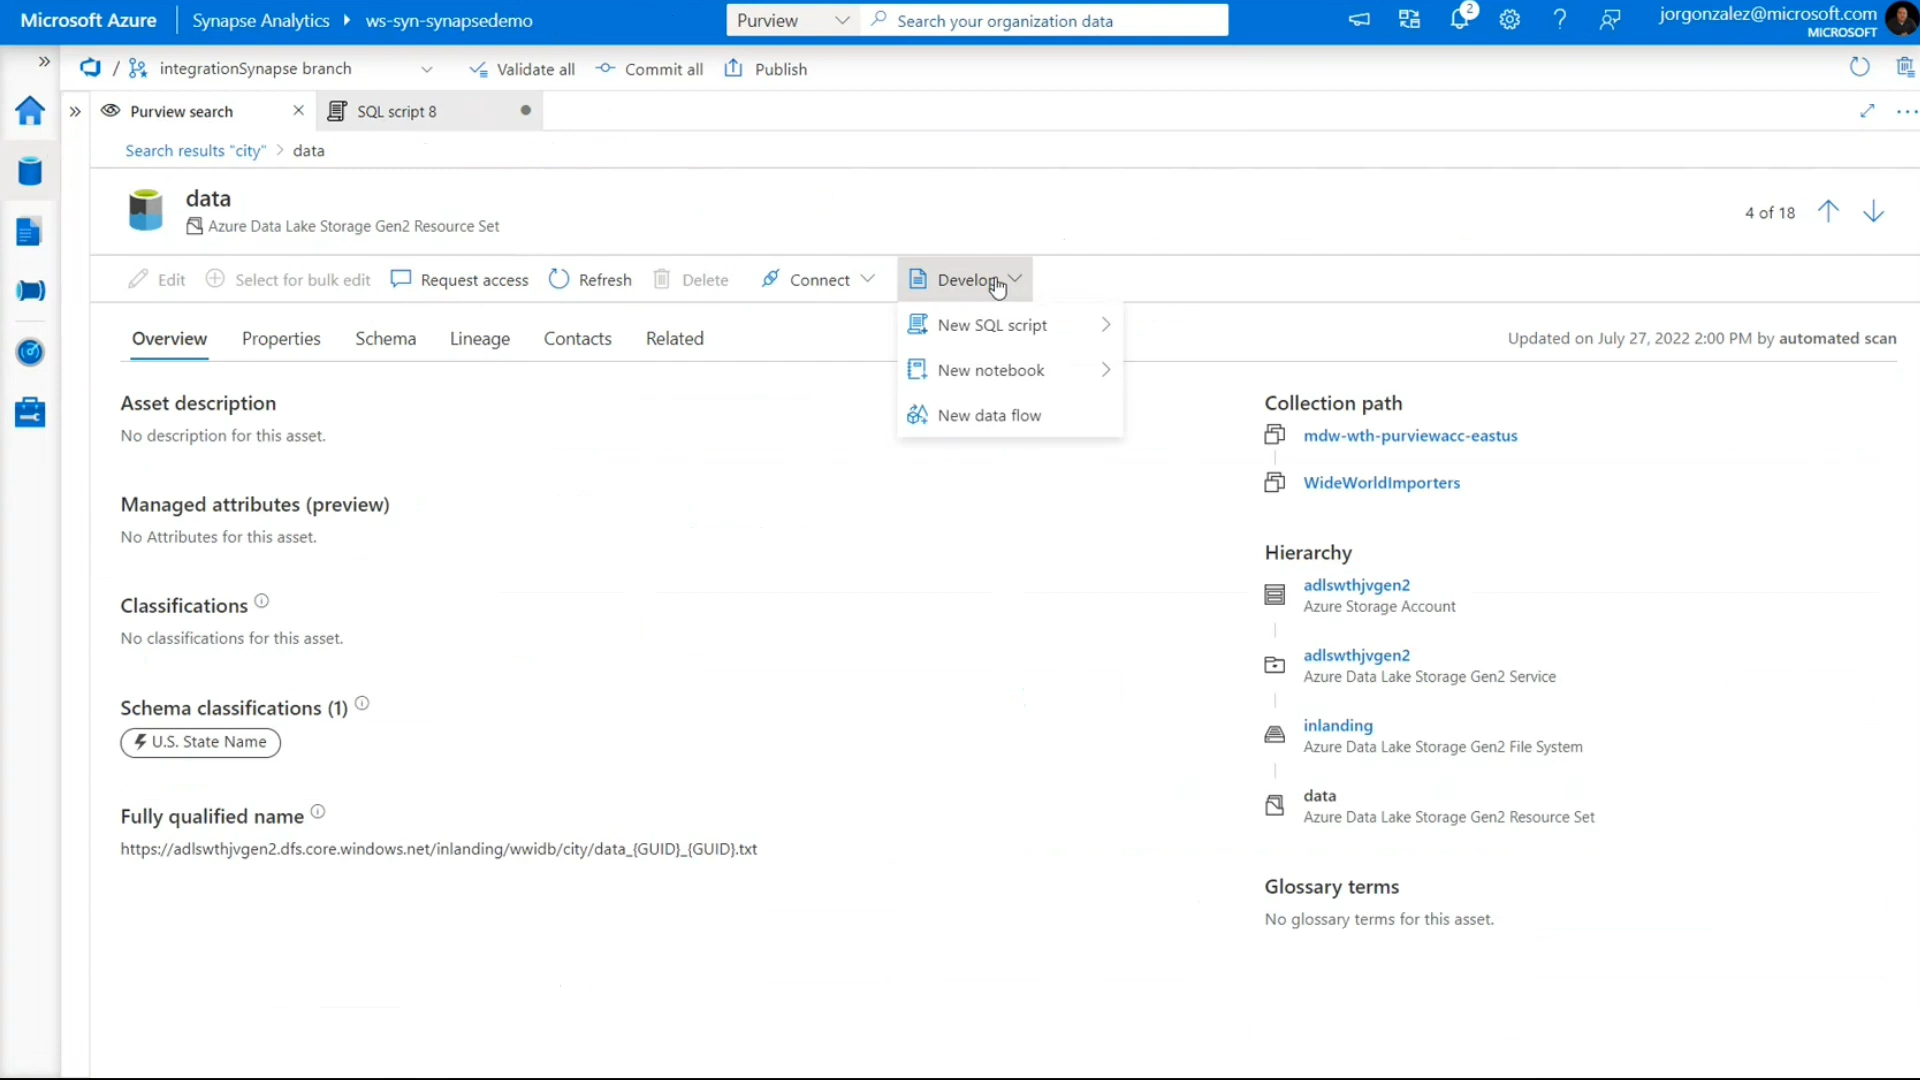 Microsoft Azure
Synapse Analytics
ws-syn-synapsedemo
Purview
Search your organization data
2
?
jorgonzalez@microsoft.com
MICROSOFT
/
integrationSynapse branch
Validate all
Commit all
Publish
Purview search
SQL script 8
Search results "city" > data
data
Azure Data Lake Storage Gen2 Resource Set
4 of 18
Edit
Select for bulk edit
Request access
Refresh
Delete
Connect
Develop
New SQL script
New notebook
New data flow
Overview
Properties
Schema
Lineage
Contacts
Related
Updated on July 27, 2022 2:00 PM by automated scan
Asset description
No description for this asset.
Managed attributes (preview)
No Attributes for this asset.
Classifications
No classifications for this asset.
Schema classifications (1)
U.S. State Name
Fully qualified name
https://adlswthjvgen2.dfs.core.windows.net/inlanding/wwidb/city/data_{GUID}_{GUID}.txt
Collection path
mdw-wth-purviewacc-eastus
WideWorldImporters
Hierarchy
adlswthjvgen2
Azure Storage Account
adlswthjvgen2
Azure Data Lake Storage Gen2 Service
inlanding
Azure Data Lake Storage Gen2 File System
data
Azure Data Lake Storage Gen2 Resource Set
Glossary terms
No glossary terms for this asset.